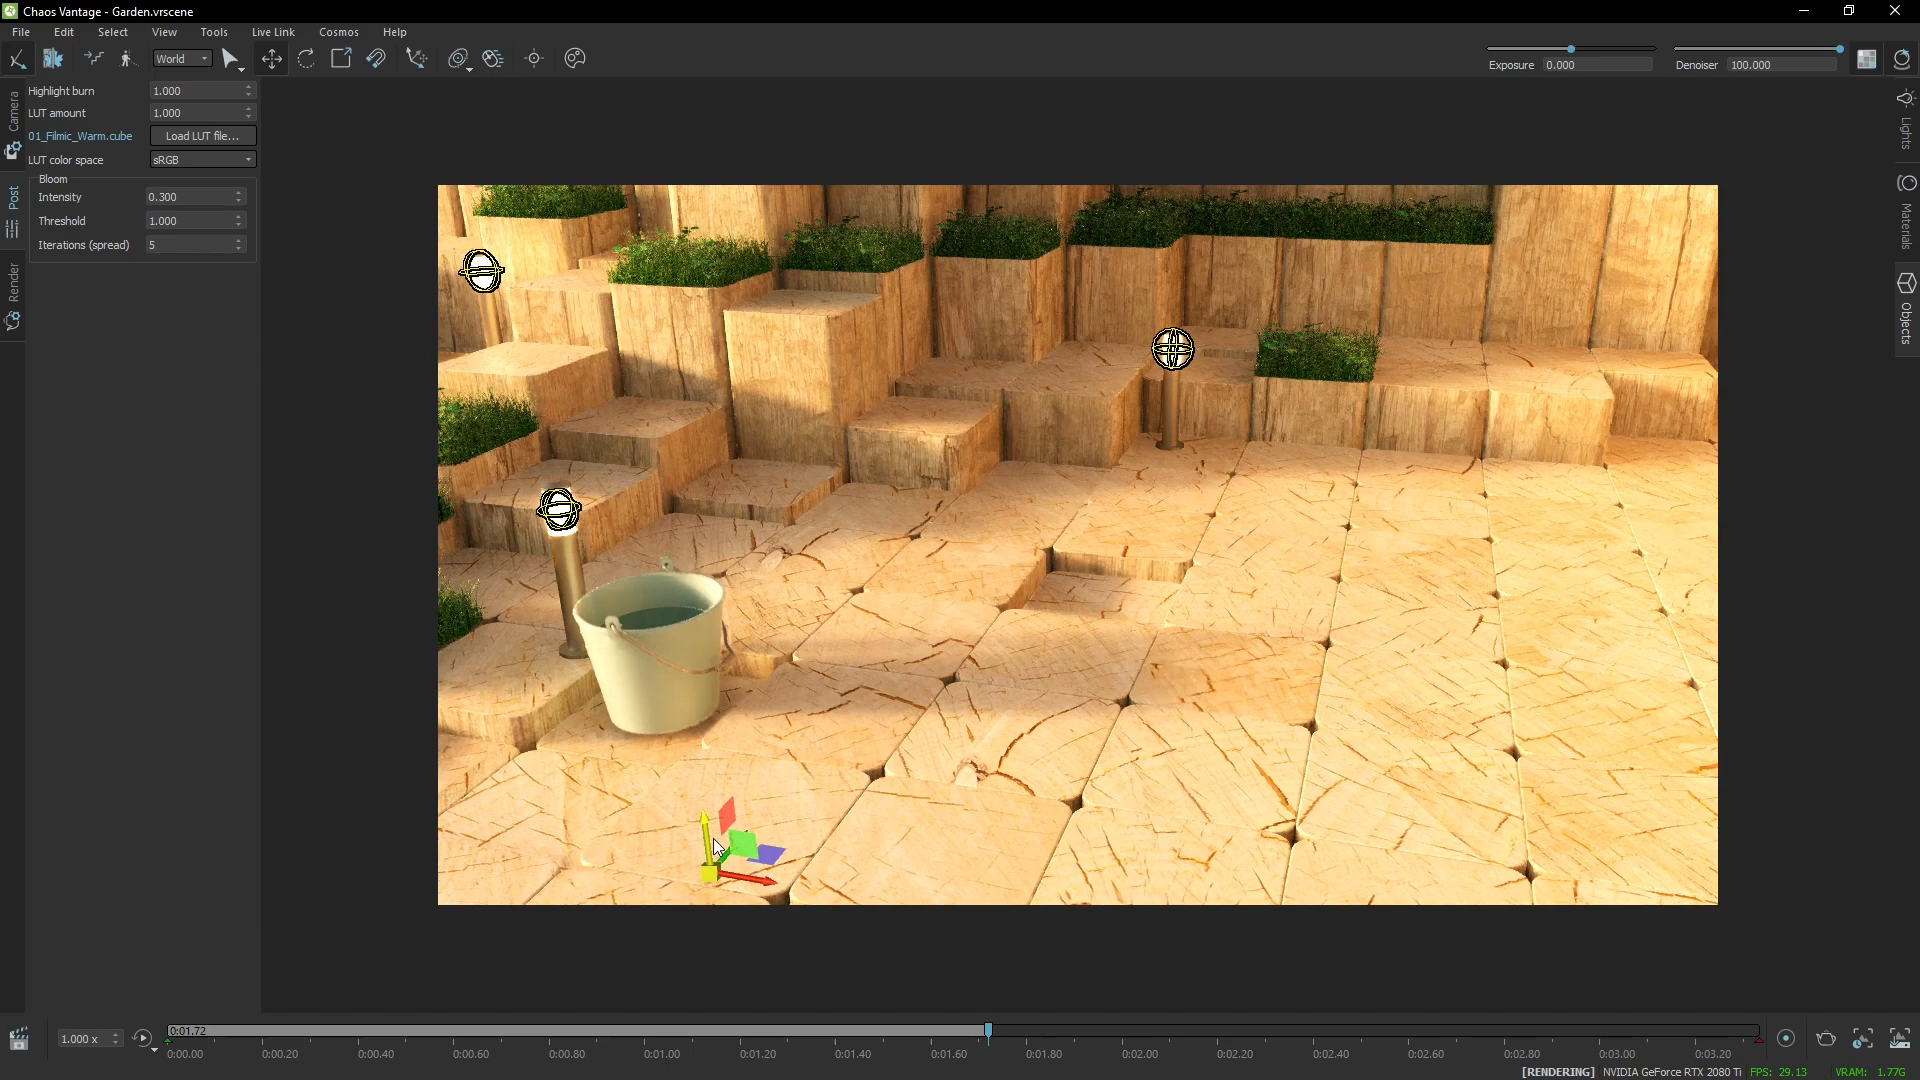 Chaos Vantage - Garden.vrscene
File Edit Select View Tools Live Link Cosmos Help
World
Exposure 0.000 Denoiser 100.000
Camera
Post
Render
Highlight burn 1.000
LUT amount 1.000
01_Filmic_Warm.cube Load LUT file...
LUT color space sRGB
Bloom
Intensity 0.300
Threshold 1.000
Iterations (spread) 5
Lights
Materials
Objects
1.000 x
0:01.72
0:00.00 0:00.20 0:00.40 0:00.60 0:00.80 0:01.00 0:01.20 0:01.40 0:01.60 0:01.80 0:02.00 0:02.20 0:02.40 0:02.60 0:02.80 0:03.00 0:03.20
[RENDERING] NVIDIA GeForce RTX 2080 Ti FPS: 29.13 VRAM: 1.77G